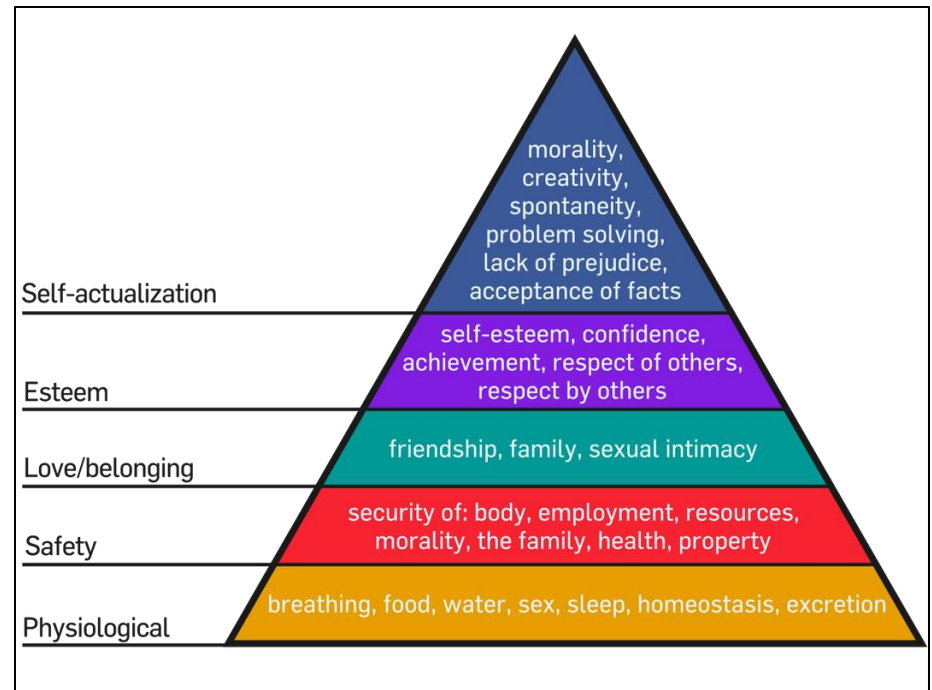 morality,
creativity,
spontaneity,
problem solving,
lack of prejudice,
acceptance of facts
Self-actualization
self-esteem, confidence,
achievement, respect of others,
respect by others
Esteem
friendship, family, sexual intimacy
Love/belonging
security of: body, employment, resources,
morality, the family, health, property
Safety
breathing, food, water, sex, sleep, homeostasis, excretion
Physiological